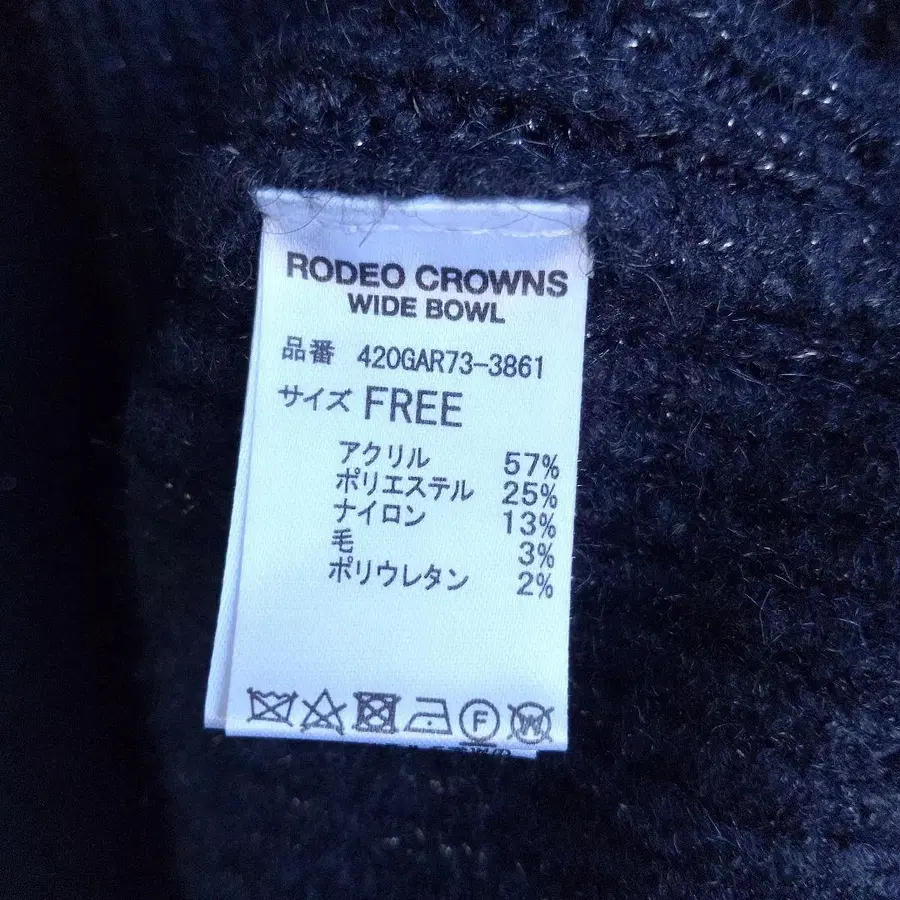 RODEO CROWNS
WIDE BOWL
品番 420GAR73-3861
サイズ FREE
アクリル 57%
ポリエステル 25%
ナイロン 13%
毛 3%
ポリウレタン 2%
F W